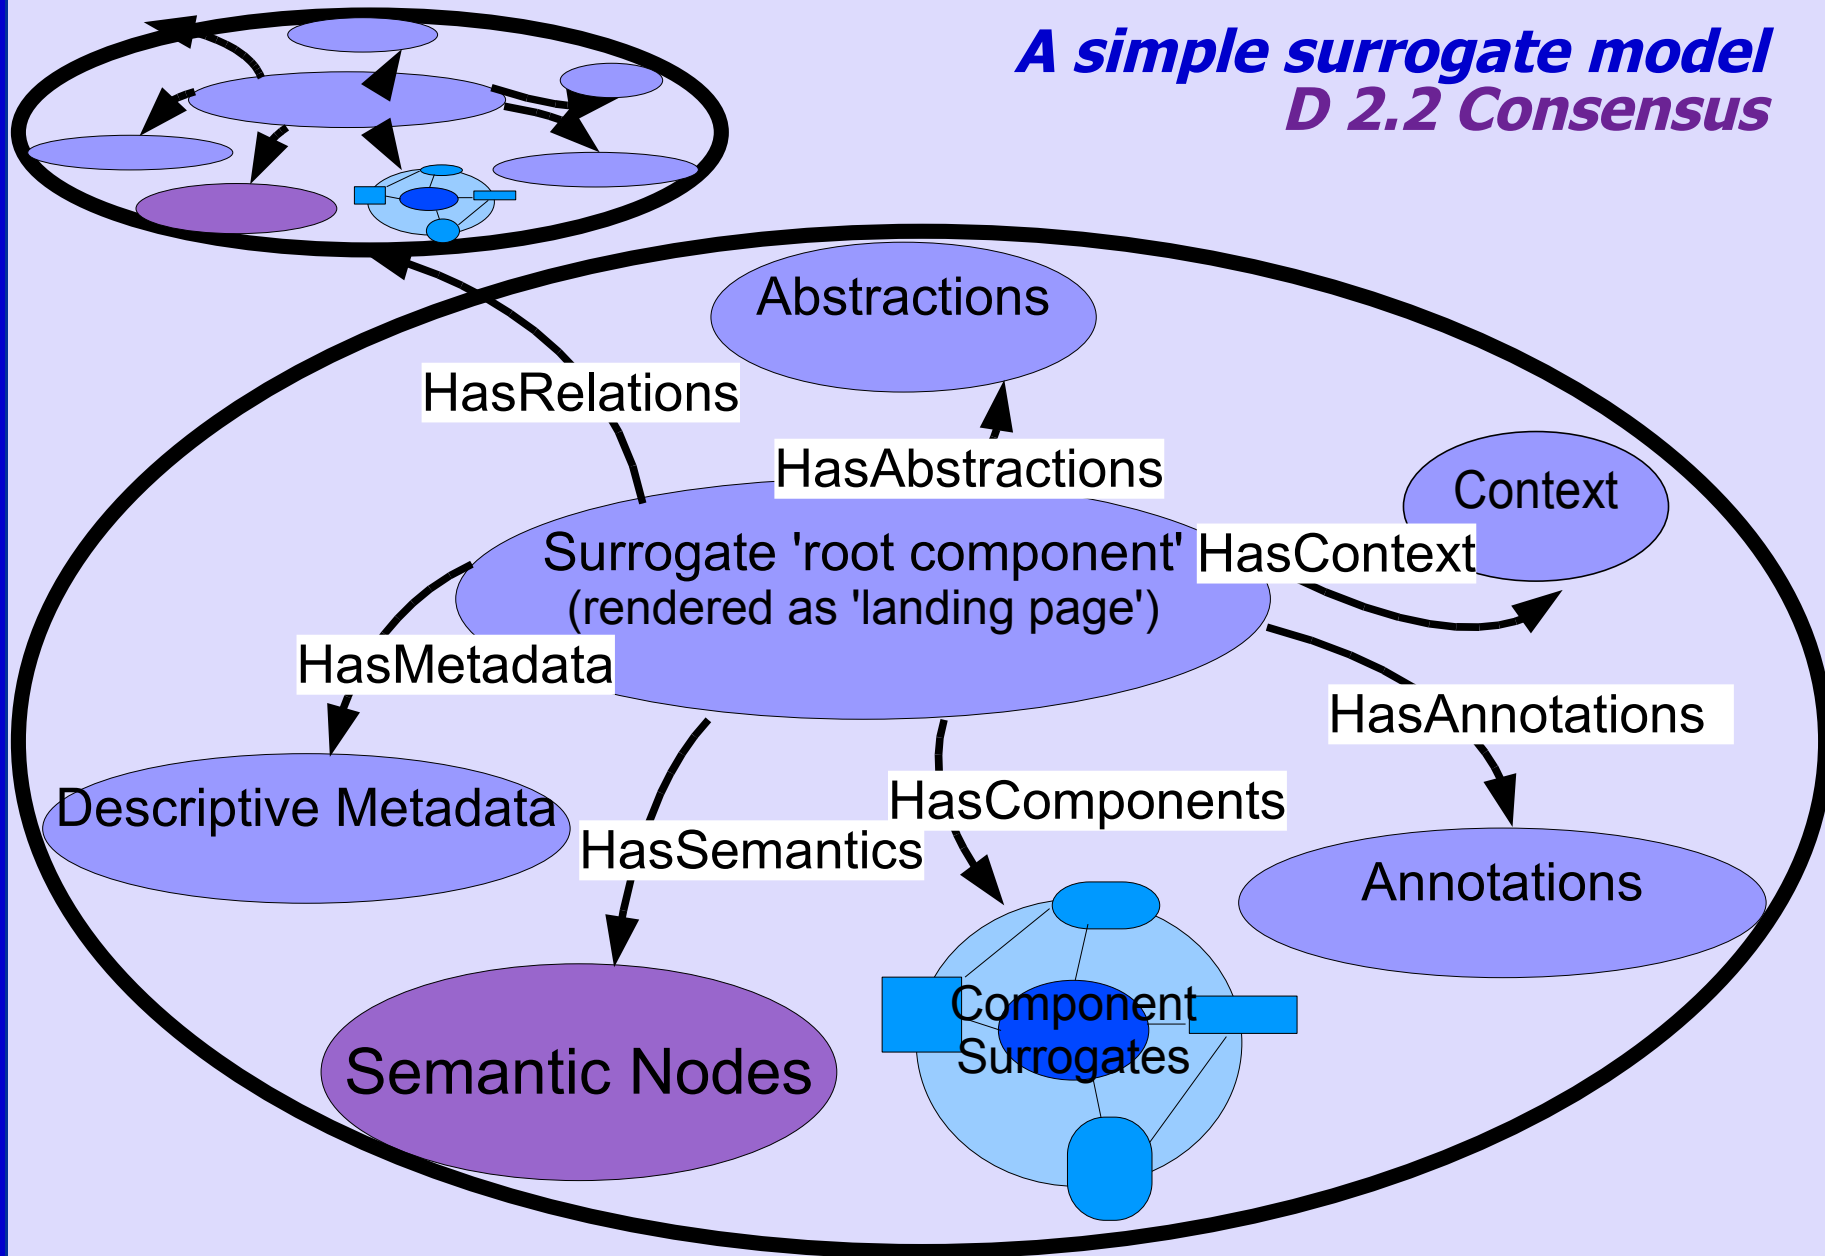 A simple surrogate model
D 2.2 Consensus
Abstractions
HasRelations
HasAbstractions
Context
Surrogate 'root component'
HasContext
(rendered as 'landing page')
HasMetadata
HasAnnotations
Descriptive Metadata
HasComponents
HasSemantics
Annotations
Component
Surrogates
Semantic Nodes